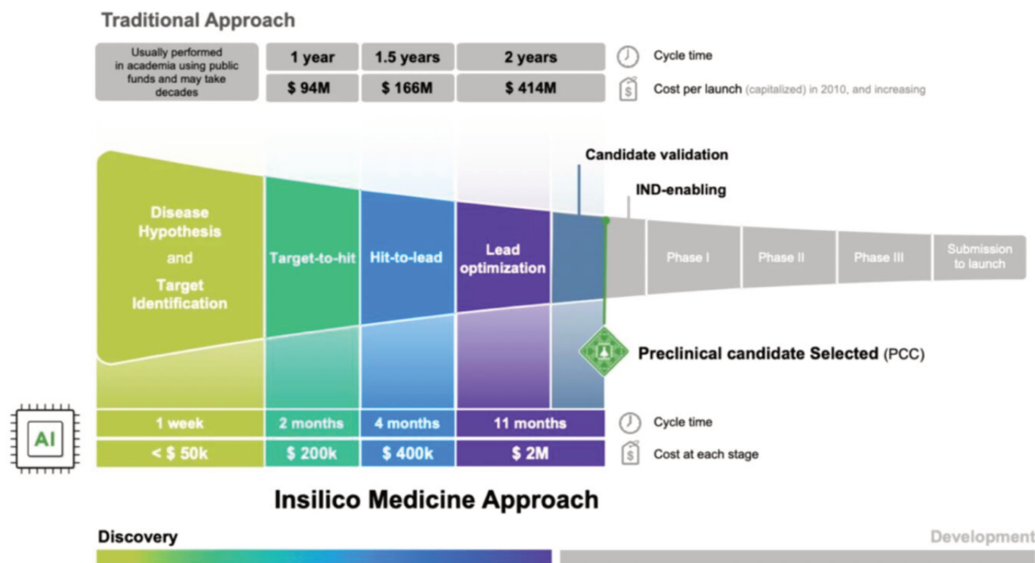 Traditional Approach
Usually performed
in academia using public
funds and may take
decades
1 year
1.5 years
2 years
Cycle time
$ 94M
$ 166M
$ 414M
$
Cost per launch (capitalized) in 2010, and increasing
Candidate validation
IND-enabling
Disease
Hypothesis
and
Target
Identification
Target-to-hit
Hit-to-lead
Lead
optimization
Phase I
Phase II
Phase III
Submission
to launch
Preclinical candidate Selected (PCC)
AI
1 week
2 months
4 months
11 months
Cycle time
< $ 50k
$ 200k
$ 400k
$ 2M
$
Cost at each stage
Insilico Medicine Approach
Discovery
Development